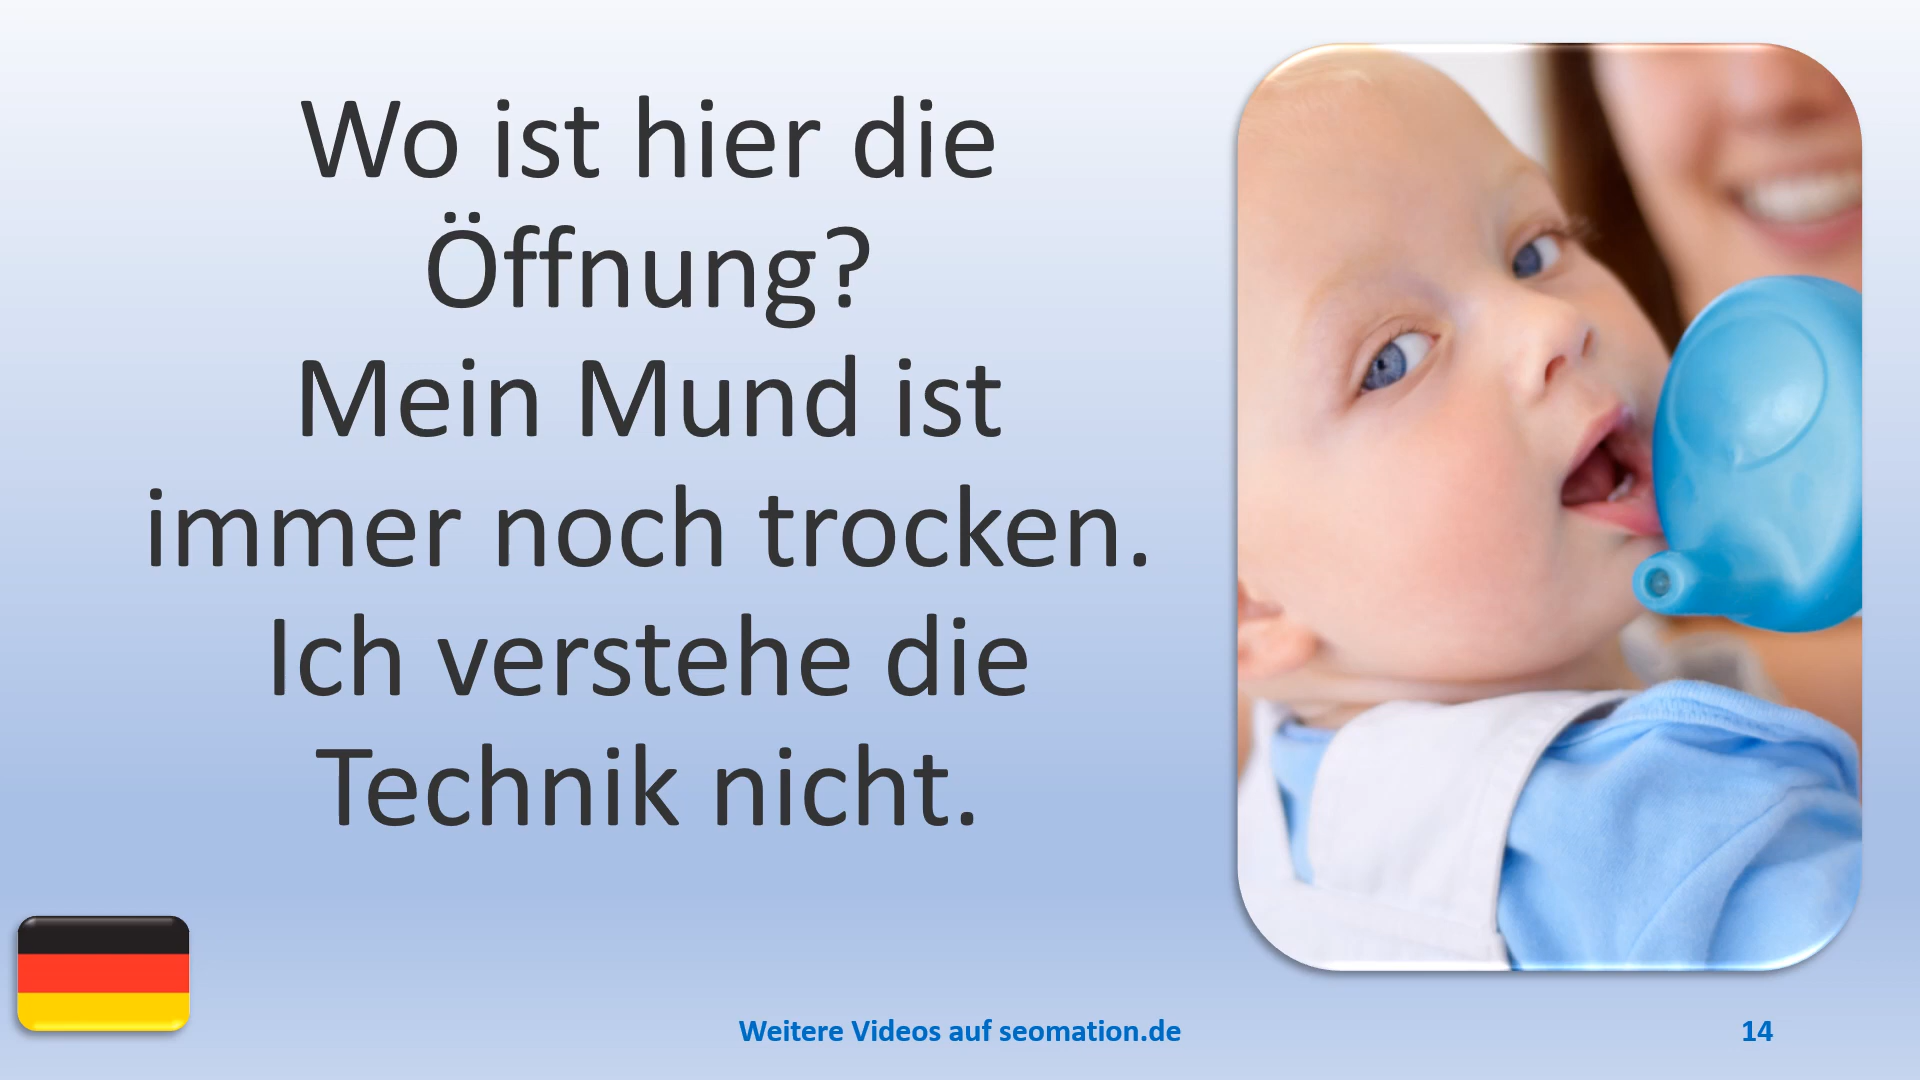 Wo ist hier die
Öffnung?
Mein Mund ist
immer noch trocken.
Ich verstehe die
Technik nicht.
Weitere Videos auf seomation.de
14